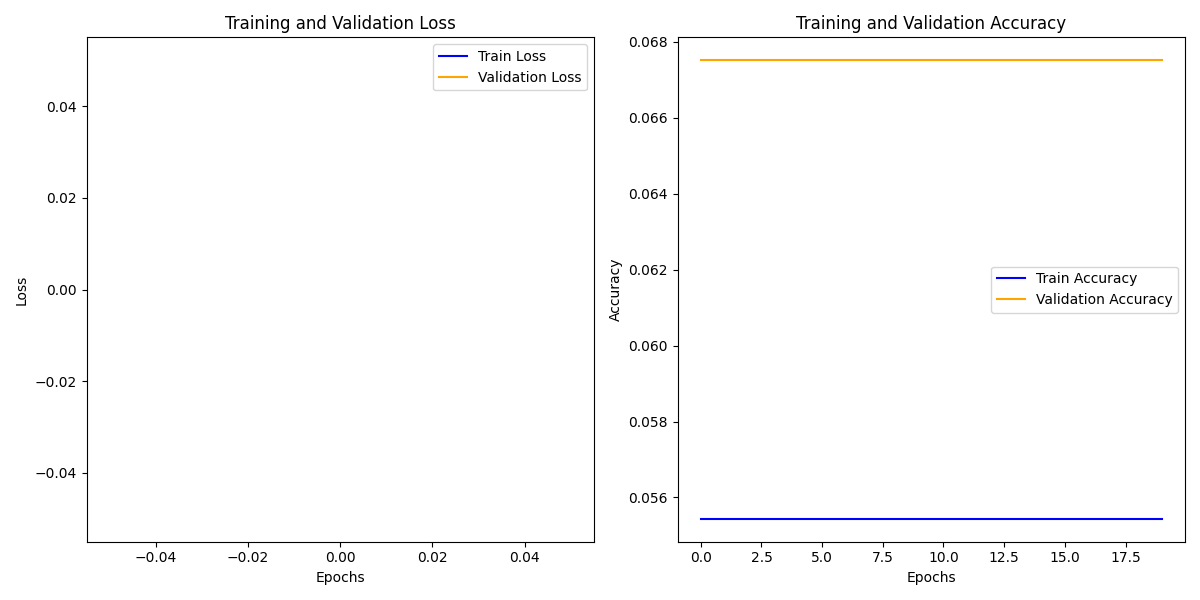 Training and Validation Loss
Train Loss
Validation Loss
0.04
0.02
0.00
−0.02
−0.04
Loss
−0.04
−0.02
0.00
0.02
0.04
Epochs
Training and Validation Accuracy
0.068
0.066
0.064
0.062
0.060
0.058
0.056
Accuracy
Train Accuracy
Validation Accuracy
0.0
2.5
5.0
7.5
10.0
12.5
15.0
17.5
Epochs